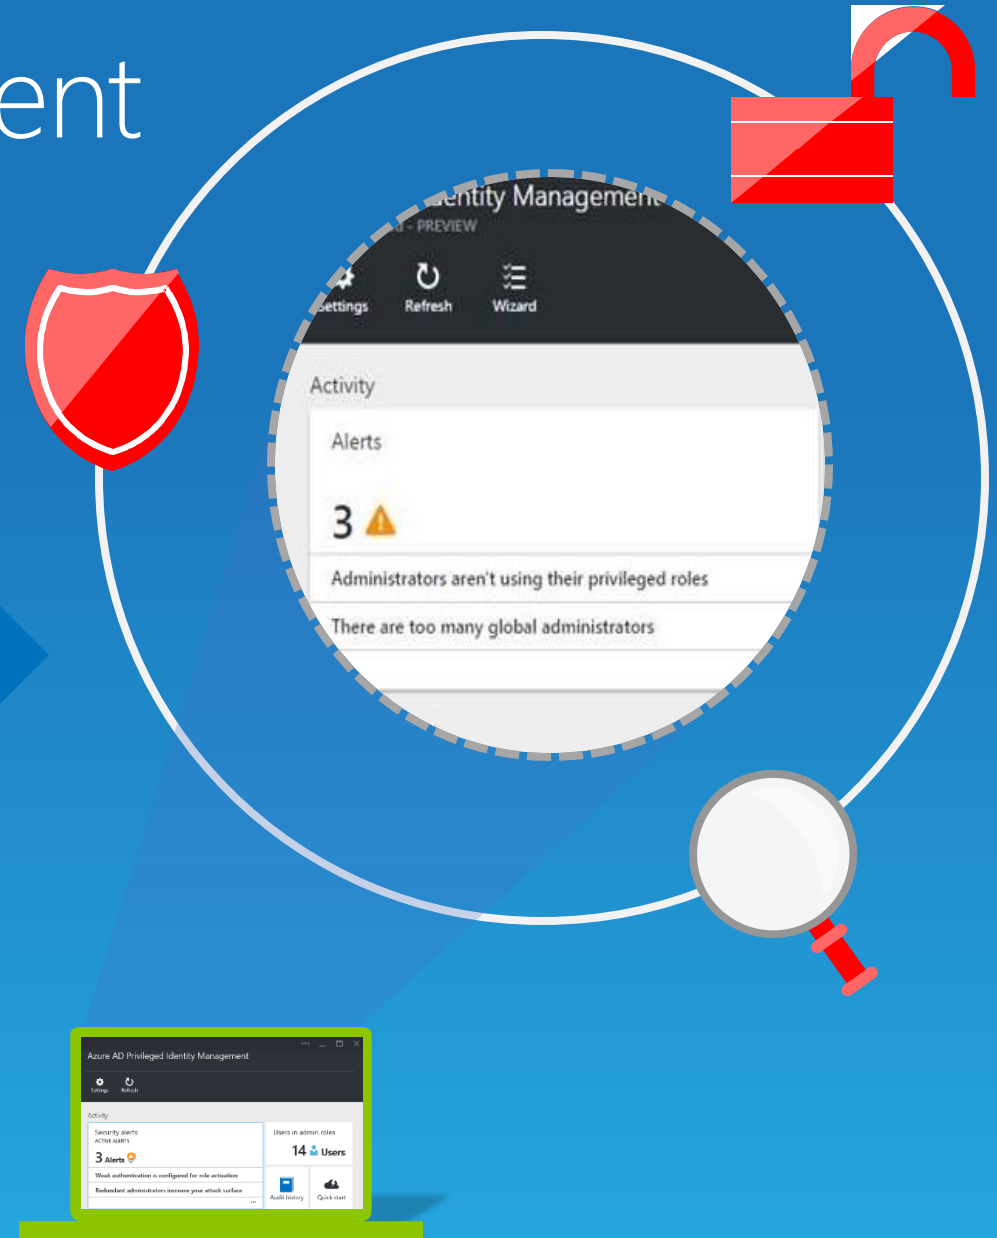 ent
entity Management
d - PREVIEW
Settings
Refresh
Wizard
Activity
Alerts
3
Administrators aren't using their privileged roles
There are too many global administrators
Azure AD Privileged Identity Management
Settings
Refresh
Activity
Security alerts
ACTIVE ALERTS
3 Alerts
Weak authentication is configured for role activation
Redundant administrators increase your attack surface
...
Users in admin roles
14 Users
Audit history
Quick start